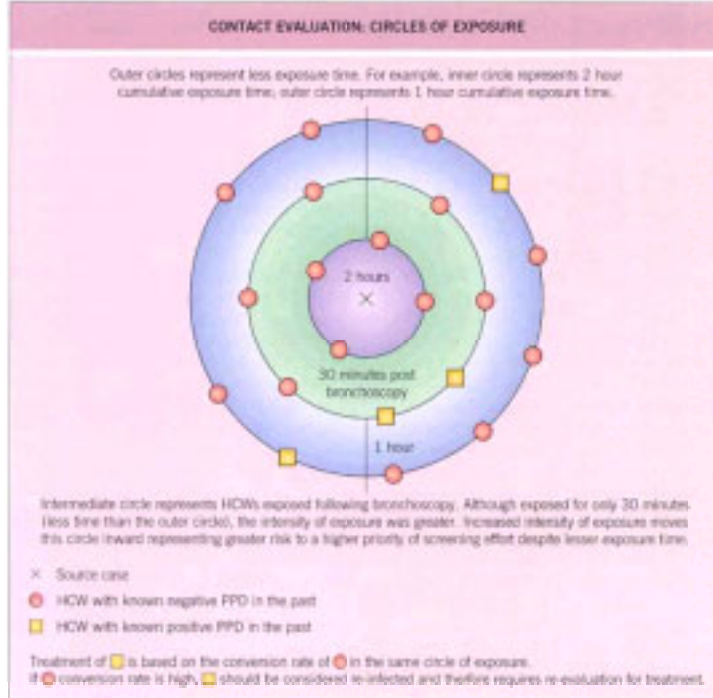 CONTACT EVALUATION: CIRCLES OF EXPOSURE
Outer circles represent less exposure time. For example, inner circle represents 2 hour
cumulative exposure time; outer circle represents 1 hour cumulative exposure time.
2 hours
30 minutes post
bronchoscopy
1 hour
Intermediate circle represents HCWs exposed following bronchoscopy. Although exposed for only 30 minutes
(less time than the outer circle), the intensity of exposure was greater. Increased intensity of exposure moves
this circle inward representing greater risk to a higher priority of screening effort despite lesser exposure time.
Source case
HCW with known negative PPD in the past
HCW with known positive PPD in the past
Treatment of is based on the conversion rate of in the same circle of exposure.
If conversion rate is high, should be considered re-infected and therfore requires re-evaluation for treatment.